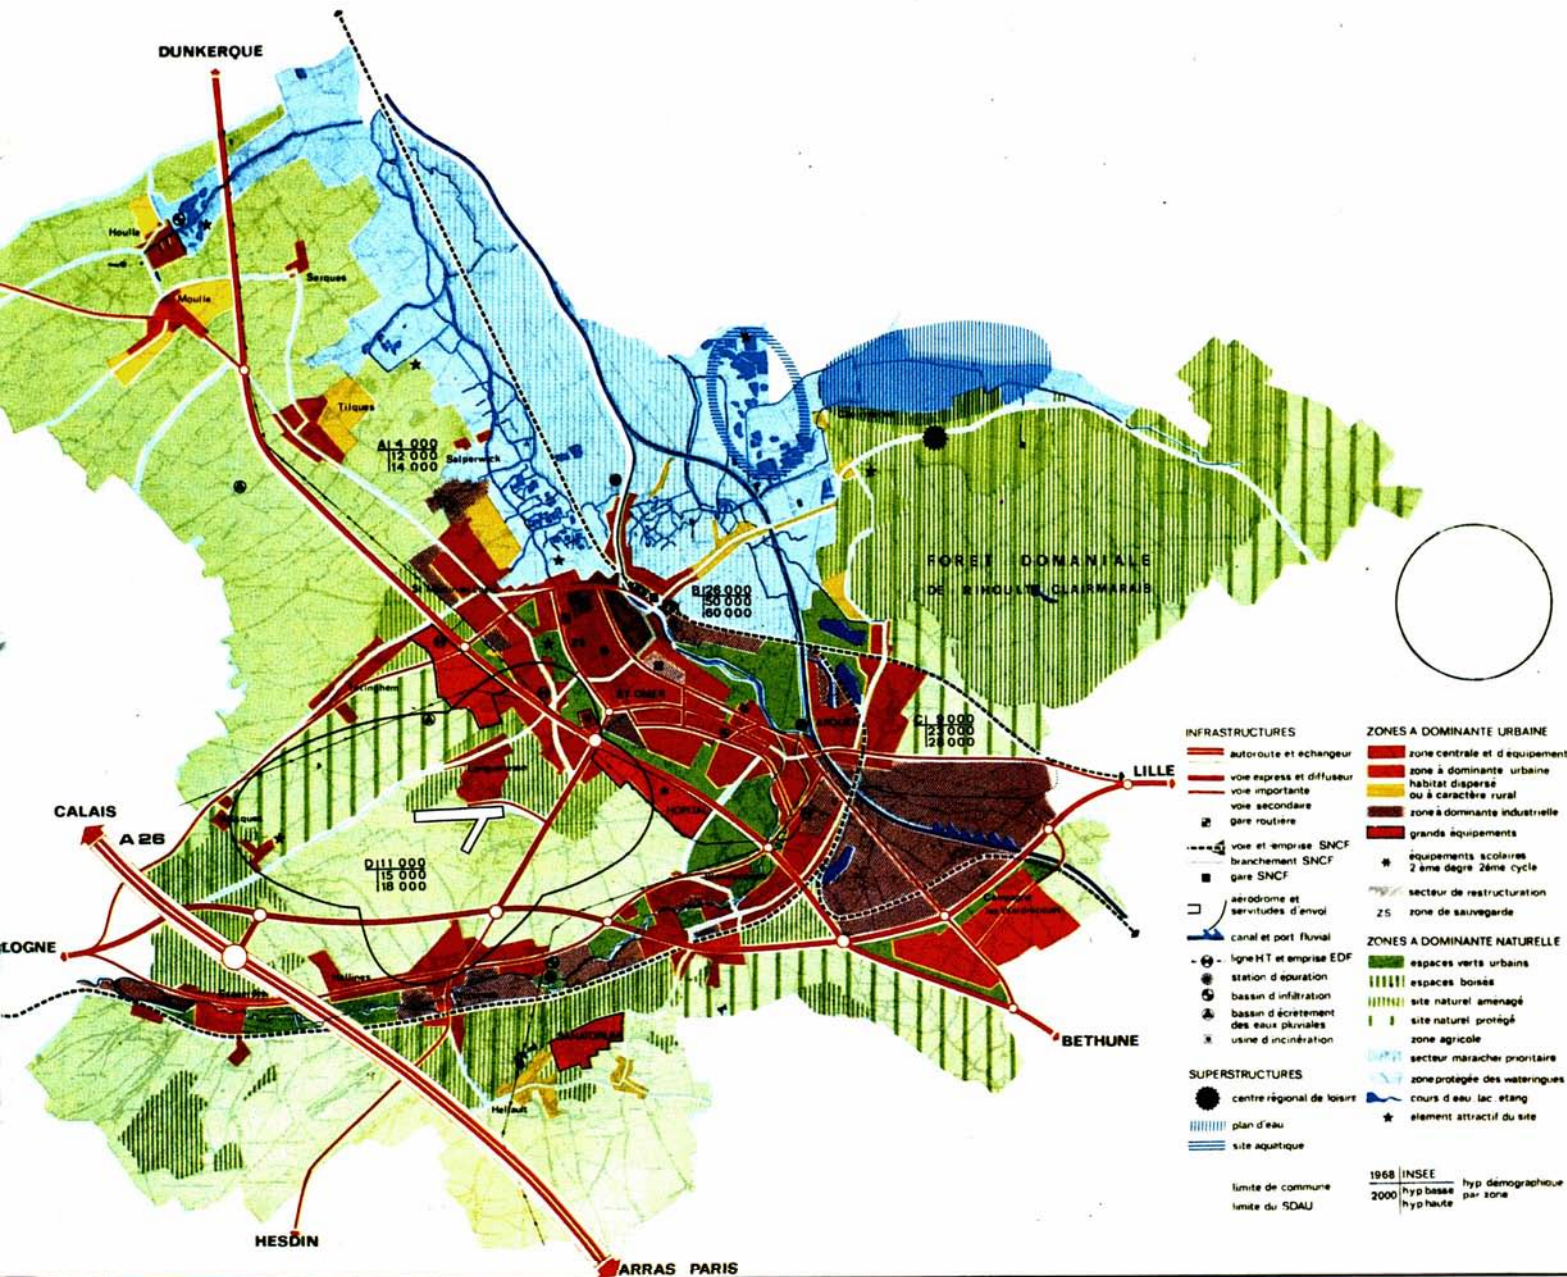 DUNKERQUE
Houlle
Serques
Moulle
Tilques
A 4 000
12 000
14 000
Salperwick
FORET DOMANIALE
DE RIHOULT CLAIRMARAIS
B 26 000
50 000
60 000
ZS
ST OMER
ARQUES
C 9 000
23 000
28 000
LILLE
CALAIS
A 26
HOPITAL
D 11 000
15 000
18 000
Campagne
les Wardrecques
LOGNE
Hallines
BETHUNE
SANATORIUM
Helfaut
HESDIN
ARRAS PARIS
INFRASTRUCTURES
autoroute et échangeur
voie express et diffuseur
voie importante
voie secondaire
gare routière
voie et emprise SNCF
branchement SNCF
gare SNCF
aérodrome et
servitudes d'envol
canal et port fluvial
ligne HT et emprise EDF
station d'épuration
bassin d'infiltration
bassin d'écrêtement
des eaux pluviales
usine d'incinération
SUPERSTRUCTURES
centre régional de loisirs
plan d'eau
site aquatique
limite de commune
limite du SDAU
ZONES A DOMINANTE URBAINE
zone centrale et d'équipement
zone à dominante urbaine
habitat dispersé
ou à caractère rural
zone à dominante industrielle
grands équipements
équipements scolaires
2 ème degré 2ème cycle
secteur de restructuration
ZS zone de sauvegarde
ZONES A DOMINANTE NATURELLE
espaces verts urbains
espaces boisés
site naturel aménagé
site naturel protégé
zone agricole
secteur maraicher prioritaire
zone protégée des wateringues
cours d'eau. lac. etang
element attractif du site
1968 INSEE
2000 hyp basse
hyp haute
hyp démographique
par zone